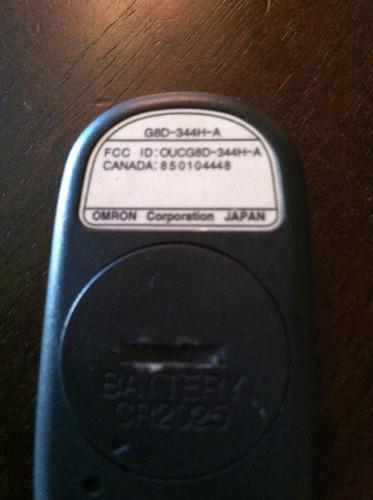 G8D-344H-A
FCC ID:OUCG8D-344H-A
CANADA:850104448
OMRON Corporation JAPAN
BATTERY
CR2025